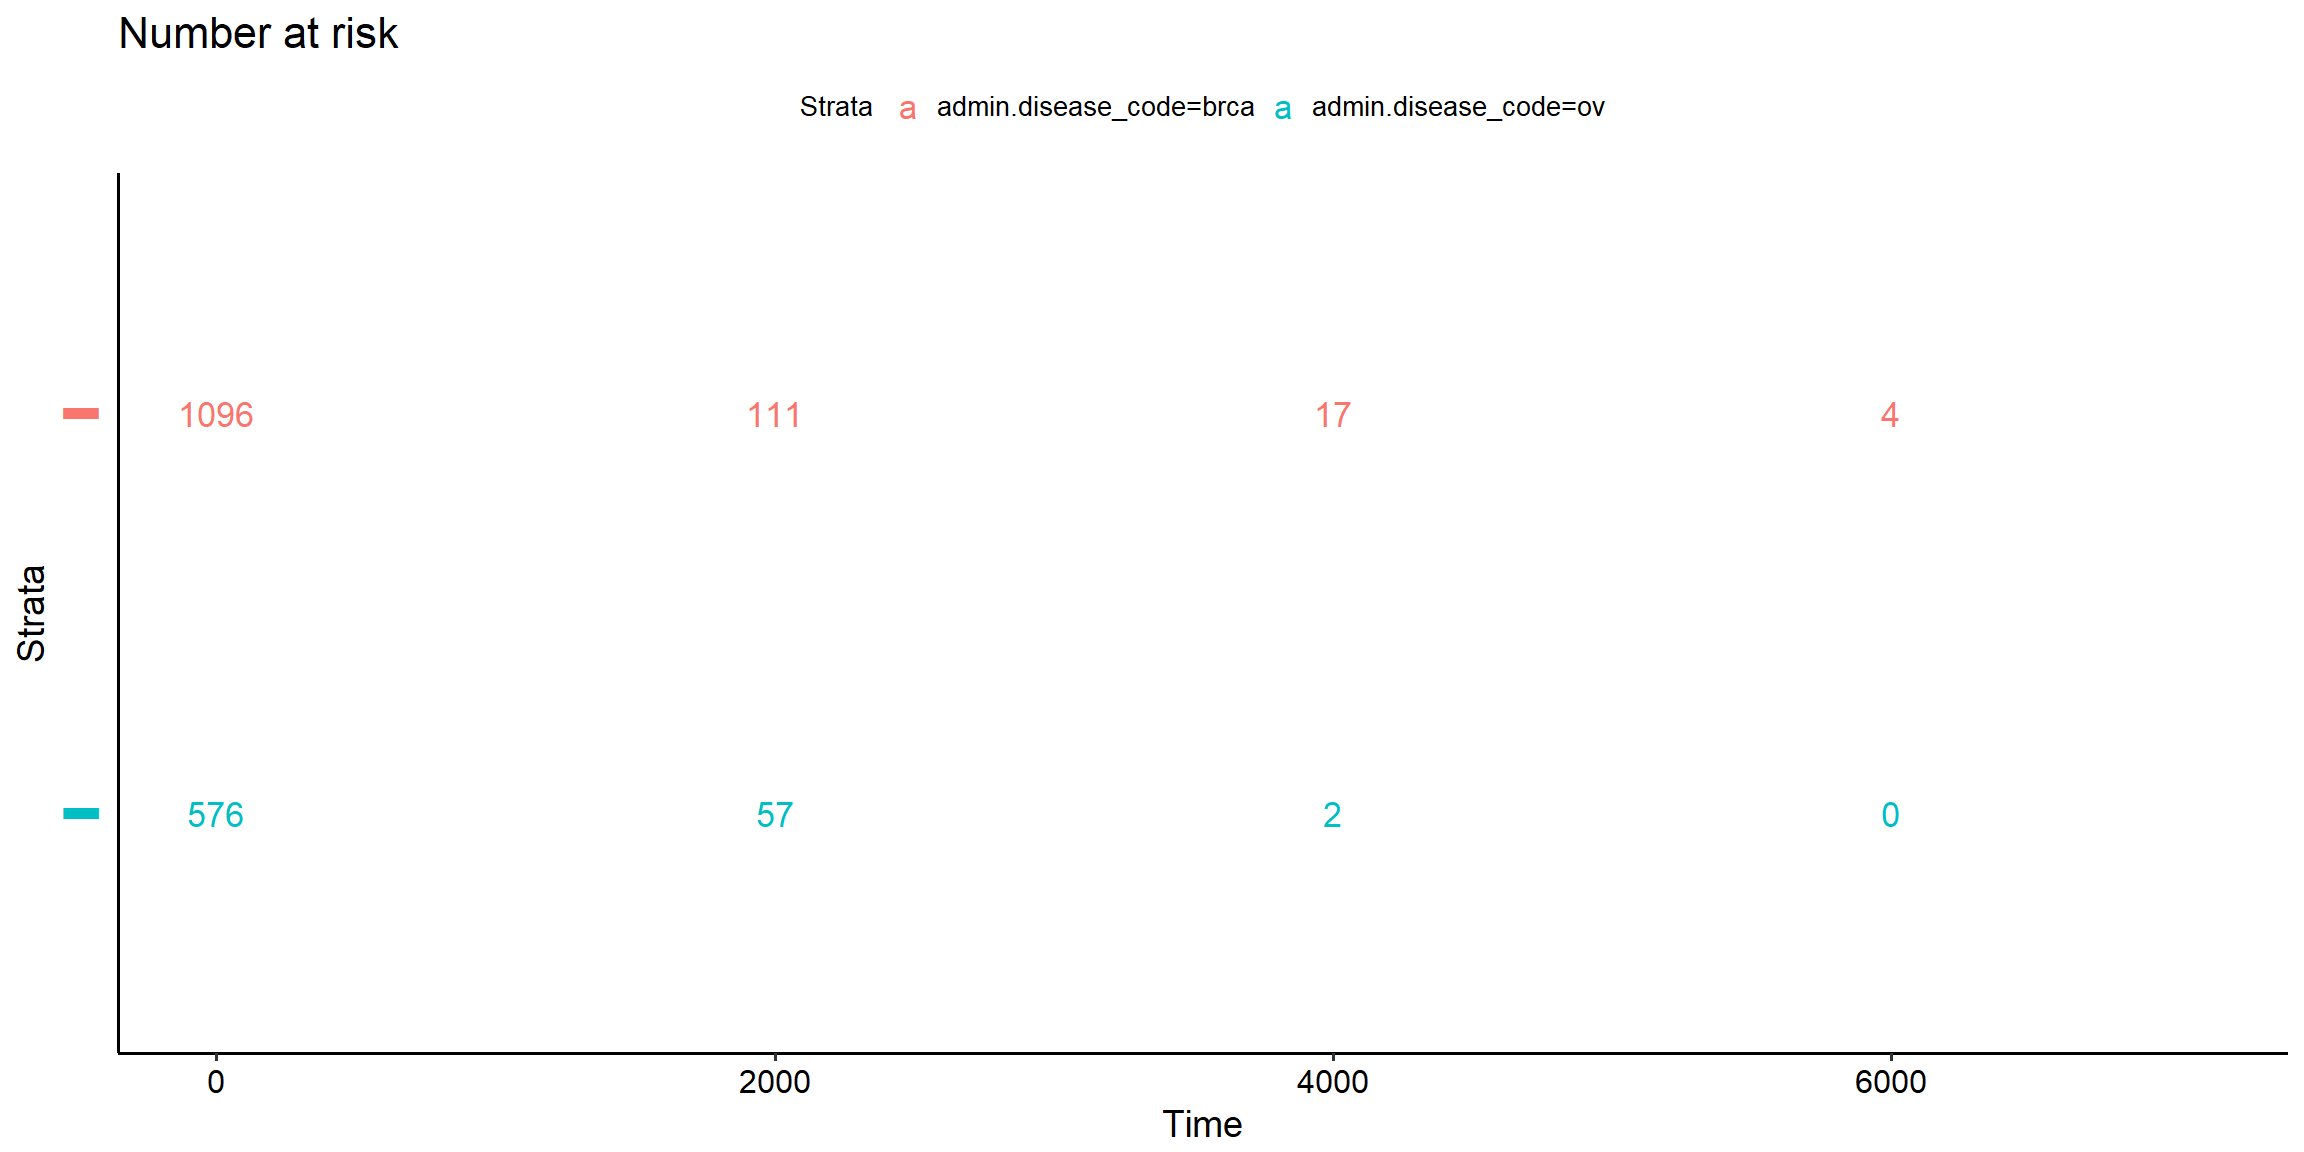 Number at risk
Strata a admin.disease_code=brca a admin.disease_code=ov
1096 111 17 4
Strata
576 57 2 0
0 2000 4000 6000
Time